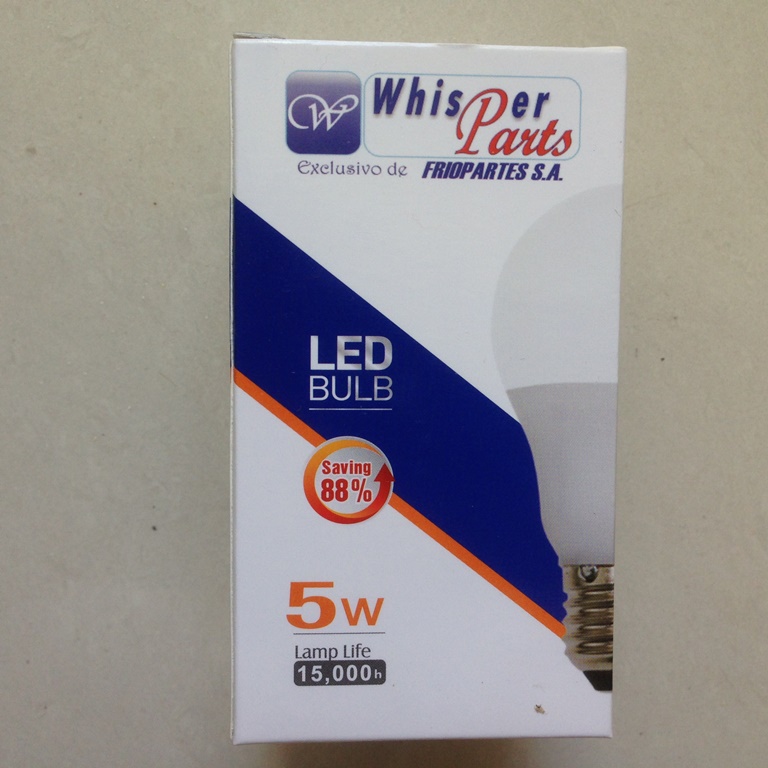 W
Whisper
Parts
Exclusivo de FRIOPARTES S.A.
LED
BULB
Saving
88%
5W
Lamp Life
15,000h